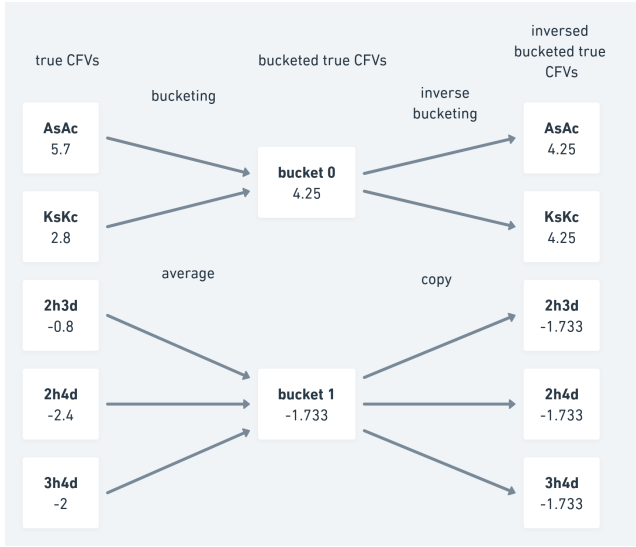 true CFVs
bucketed true CFVs
inversed
bucketed true
CFVs
bucketing
inverse
bucketing
AsAc
5.7
AsAc
4.25
bucket 0
4.25
KsKc
2.8
KsKc
4.25
average
copy
2h3d
-0.8
2h3d
-1.733
2h4d
-2.4
bucket 1
-1.733
2h4d
-1.733
3h4d
-2
3h4d
-1.733